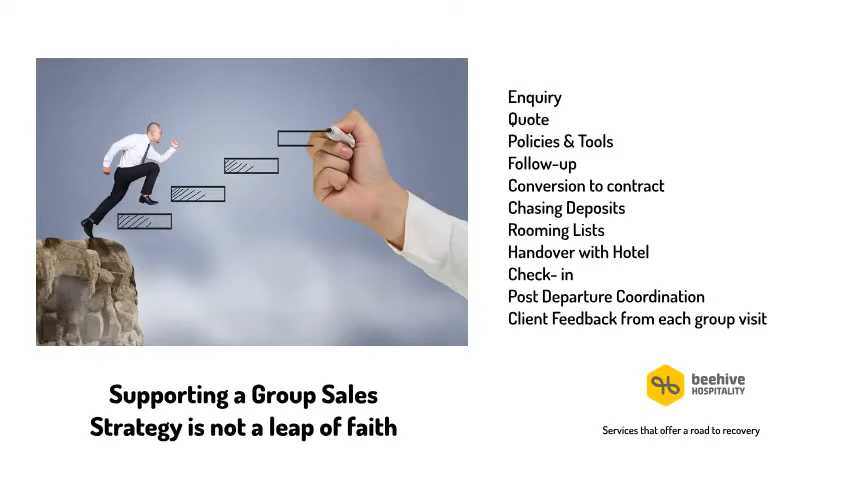 Enquiry
Quote
Policies & Tools
Follow-up
Conversion to contract
Chasing Deposits
Rooming Lists
Handover with Hotel
Check- in
Post Departure Coordination
Client Feedback from each group visit
Supporting a Group Sales
Strategy is not a leap of faith
beehive
HOSPITALITY
Services that offer a road to recovery